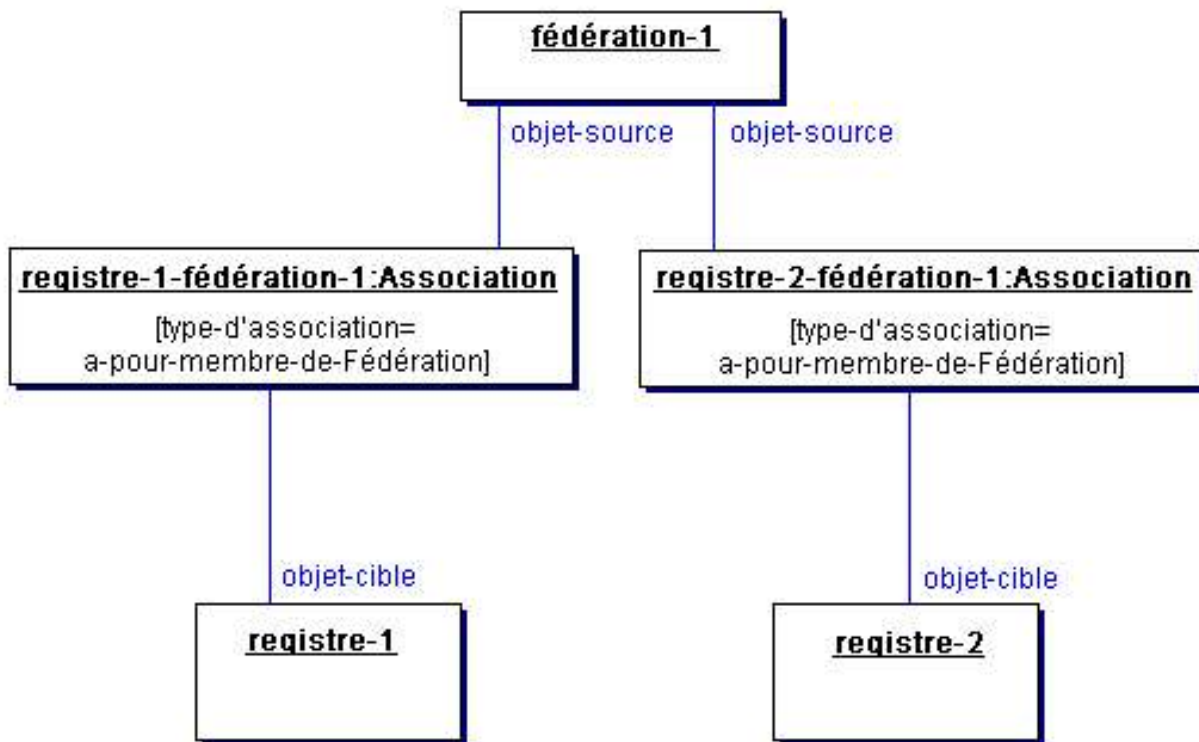 fédération-1
objet-source
objet-source
registre-1-fédération-1:Association
[type-d'association=
a-pour-membre-de-Fédération]
registre-2-fédération-1:Association
[type-d'association=
a-pour-membre-de-Fédération]
objet-cible
objet-cible
registre-1
registre-2